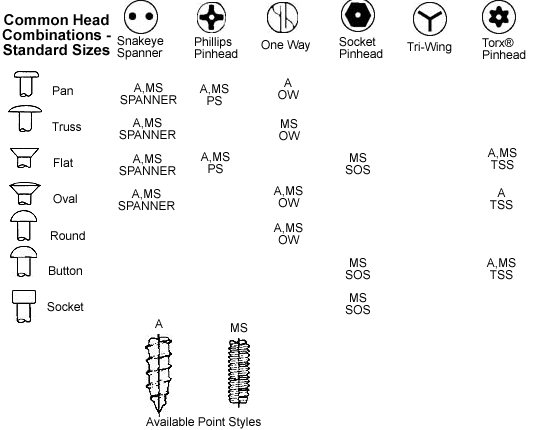 Common Head
Combinations -
Standard Sizes
Snakeye
Spanner
Phillips
Pinhead
One Way
Socket
Pinhead
Tri-Wing
Torx®
Pinhead
Pan
A,MS
SPANNER
A,MS
PS
A
OW
Truss
A,MS
SPANNER
MS
OW
Flat
A,MS
SPANNER
A,MS
PS
MS
SOS
A,MS
TSS
Oval
A,MS
SPANNER
A,MS
OW
A
TSS
Round
A,MS
OW
Button
MS
SOS
A,MS
TSS
Socket
MS
SOS
A
MS
Available Point Styles